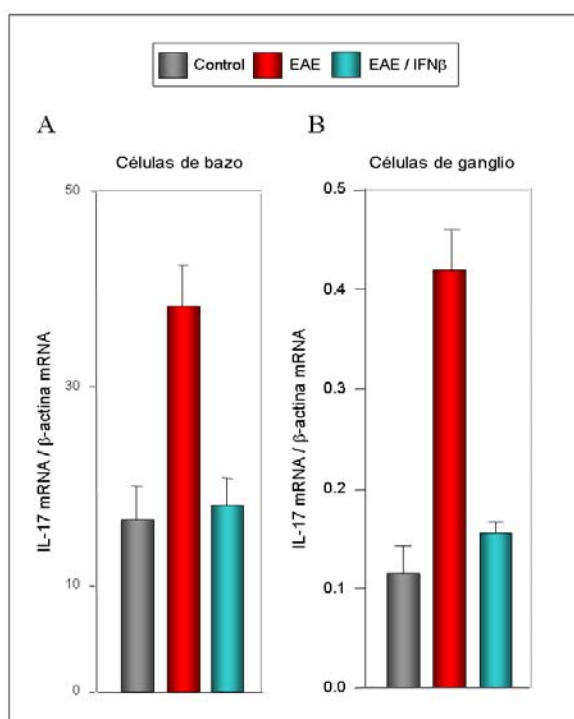 Control EAE EAE / IFNβ
A
B
Células de bazo
Células de ganglio
IL-17 mRNA / β-actina mRNA
50
30
10
0
IL-17 mRNA / β-actina mRNA
0.5
0.4
0.3
0.2
0.1
0.0